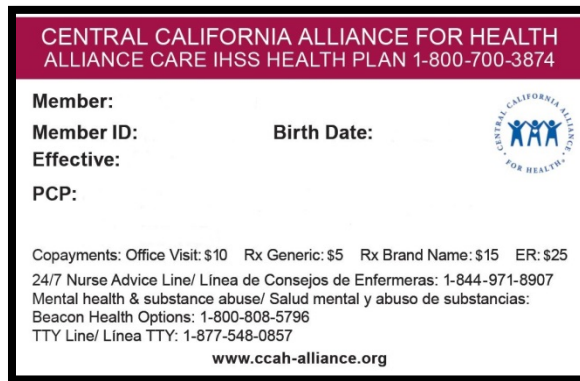 CENTRAL CALIFORNIA ALLIANCE FOR HEALTH
ALLIANCE CARE IHSS HEALTH PLAN 1-800-700-3874
Member:
Member ID: Birth Date:
Effective:
PCP:
CENTRAL CALIFORNIA ALLIANCE
FOR HEALTH
Copayments: Office Visit: $10 Rx Generic: $5 Rx Brand Name: $15 ER: $25
24/7 Nurse Advice Line/ Línea de Consejos de Enfermeras: 1-844-971-8907
Mental health & substance abuse/ Salud mental y abuso de substancias:
Beacon Health Options: 1-800-808-5796
TTY Line/ Línea TTY: 1-877-548-0857
www.ccah-alliance.org